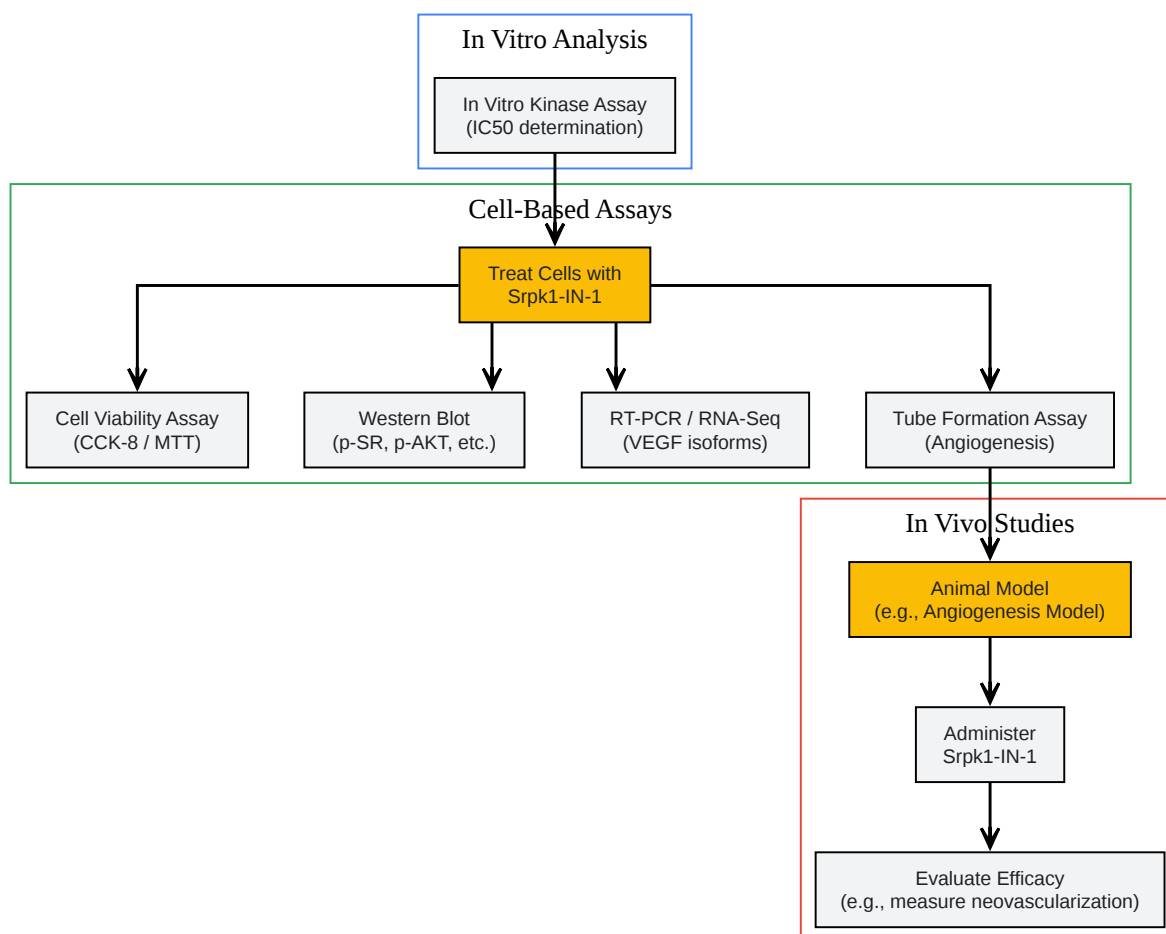 In Vitro Analysis
In Vitro Kinase Assay
(IC50 determination)
Cell-Based Assays
Treat Cells with
Srpk1-IN-1
Cell Viability Assay
(CCK-8 / MTT)
Western Blot
(p-SR, p-AKT, etc.)
RT-PCR / RNA-Seq
(VEGF isoforms)
Tube Formation Assay
(Angiogenesis)
In Vivo Studies
Animal Model
(e.g., Angiogenesis Model)
Administer
Srpk1-IN-1
Evaluate Efficacy
(e.g., measure neovascularization)